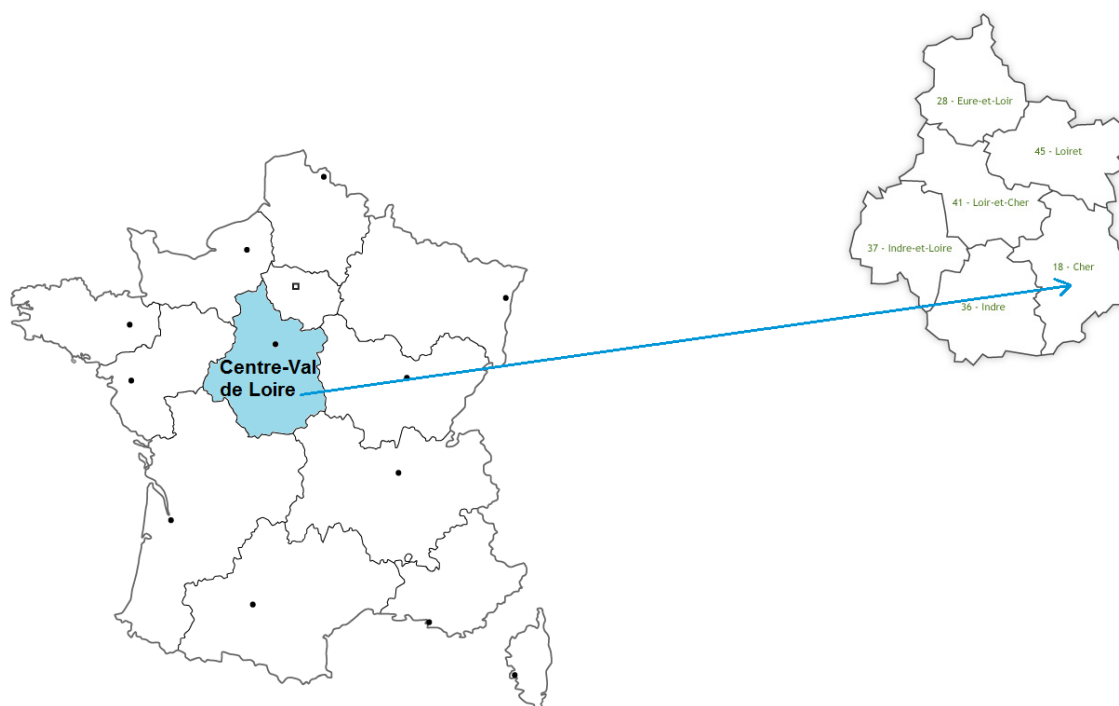 28 - Eure-et-Loir
45 - Loiret
41 - Loir-et-Cher
37 - Indre-et-Loire
18 - Cher
36 - Indre
Centre-Val
de Loire